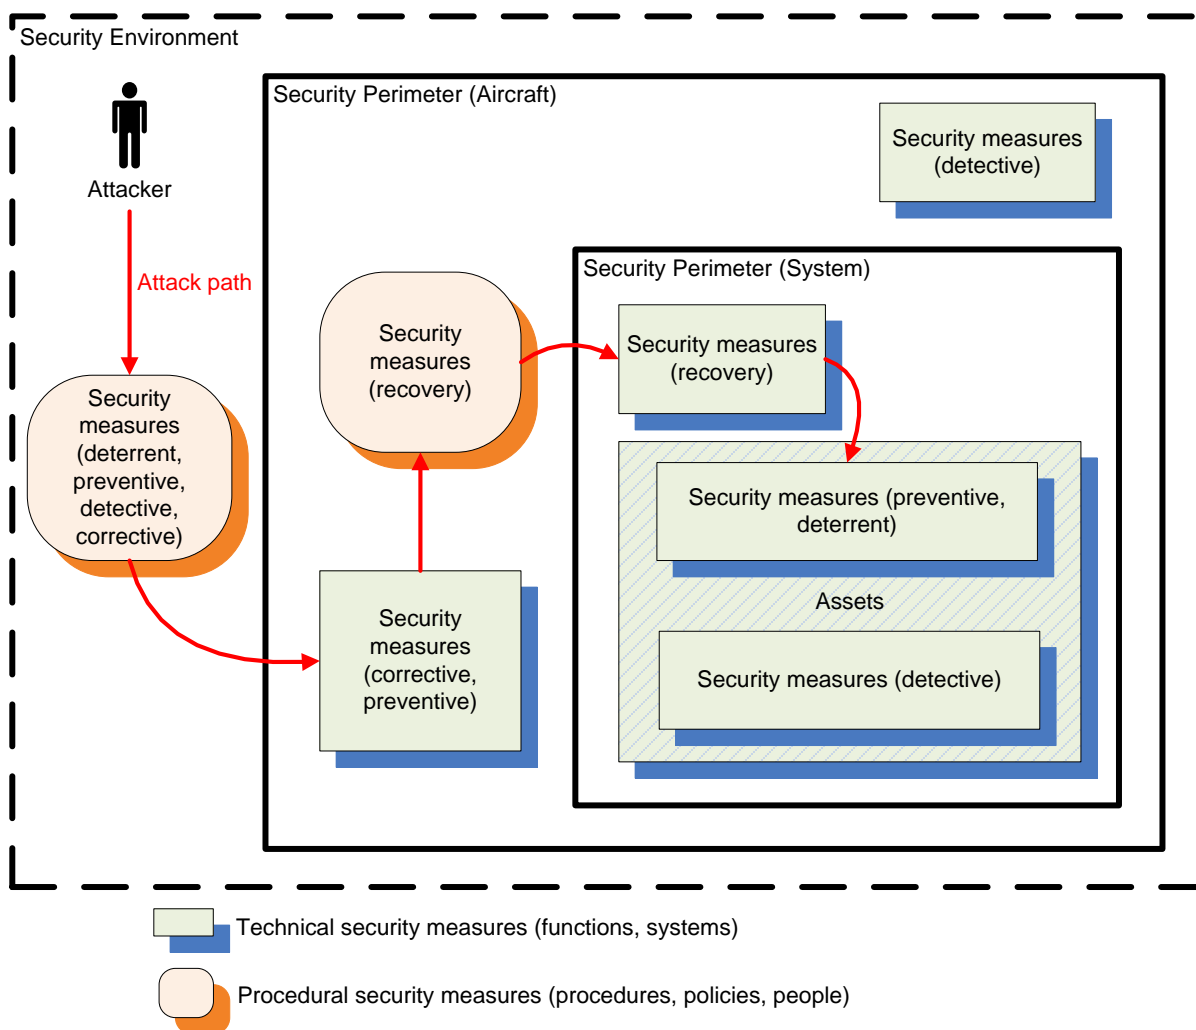 Security Environment
Attacker
Attack path
Security
measures
(deterrent,
preventive,
detective,
corrective)
Security Perimeter (Aircraft)
Security measures
(detective)
Security
measures
(recovery)
Security
measures
(corrective,
preventive)
Security Perimeter (System)
Security measures
(recovery)
Security measures (preventive,
deterrent)
Assets
Security measures (detective)
Technical security measures (functions, systems)
Procedural security measures (procedures, policies, people)